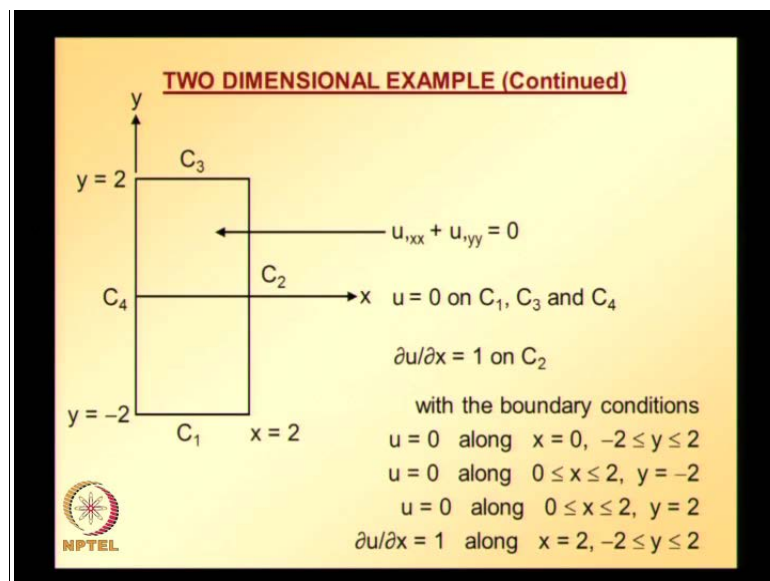 TWO DIMENSIONAL EXAMPLE (Continued)
y
C₃
y = 2
u,ₓₓ + u,ᵧᵧ = 0
C₂
C₄
x
u = 0 on C₁, C₃ and C₄
∂u/∂x = 1 on C₂
with the boundary conditions
y = −2
C₁
x = 2
u = 0 along x = 0, −2 ≤ y ≤ 2
u = 0 along 0 ≤ x ≤ 2, y = −2
u = 0 along 0 ≤ x ≤ 2, y = 2
∂u/∂x = 1 along x = 2, −2 ≤ y ≤ 2
NPTEL